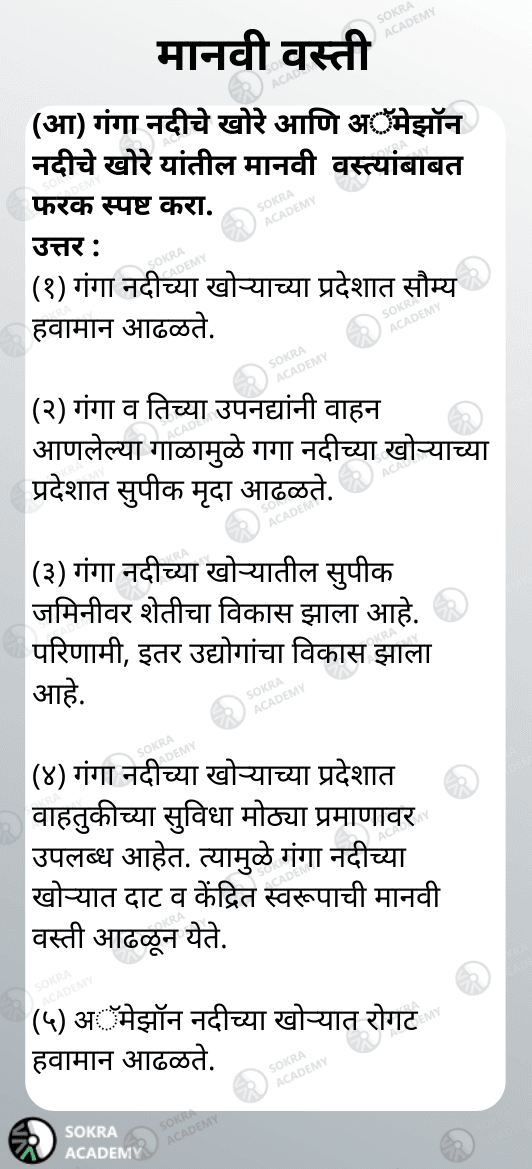 मानवी वस्ती
(आ) गंगा नदीचे खोरे आणि अॅमेझॉन
नदीचे खोरे यांतील मानवी वस्त्यांबाबत
फरक स्पष्ट करा.
उत्तर :
(१) गंगा नदीच्या खोऱ्याच्या प्रदेशात सौम्य
हवामान आढळते.
(२) गंगा व तिच्या उपनद्यांनी वाहन
आणलेल्या गाळामुळे गगा नदीच्या खोऱ्याच्या
प्रदेशात सुपीक मृदा आढळते.
(३) गंगा नदीच्या खोऱ्यातील सुपीक
जमिनीवर शेतीचा विकास झाला आहे.
परिणामी, इतर उद्योगांचा विकास झाला
आहे.
(४) गंगा नदीच्या खोऱ्याच्या प्रदेशात
वाहतुकीच्या सुविधा मोठ्या प्रमाणावर
उपलब्ध आहेत. त्यामुळे गंगा नदीच्या
खोऱ्यात दाट व केंद्रित स्वरूपाची मानवी
वस्ती आढळून येते.
(५) अॅमेझॉन नदीच्या खोऱ्यात रोगट
हवामान आढळते.
SOKRA
ACADEMY